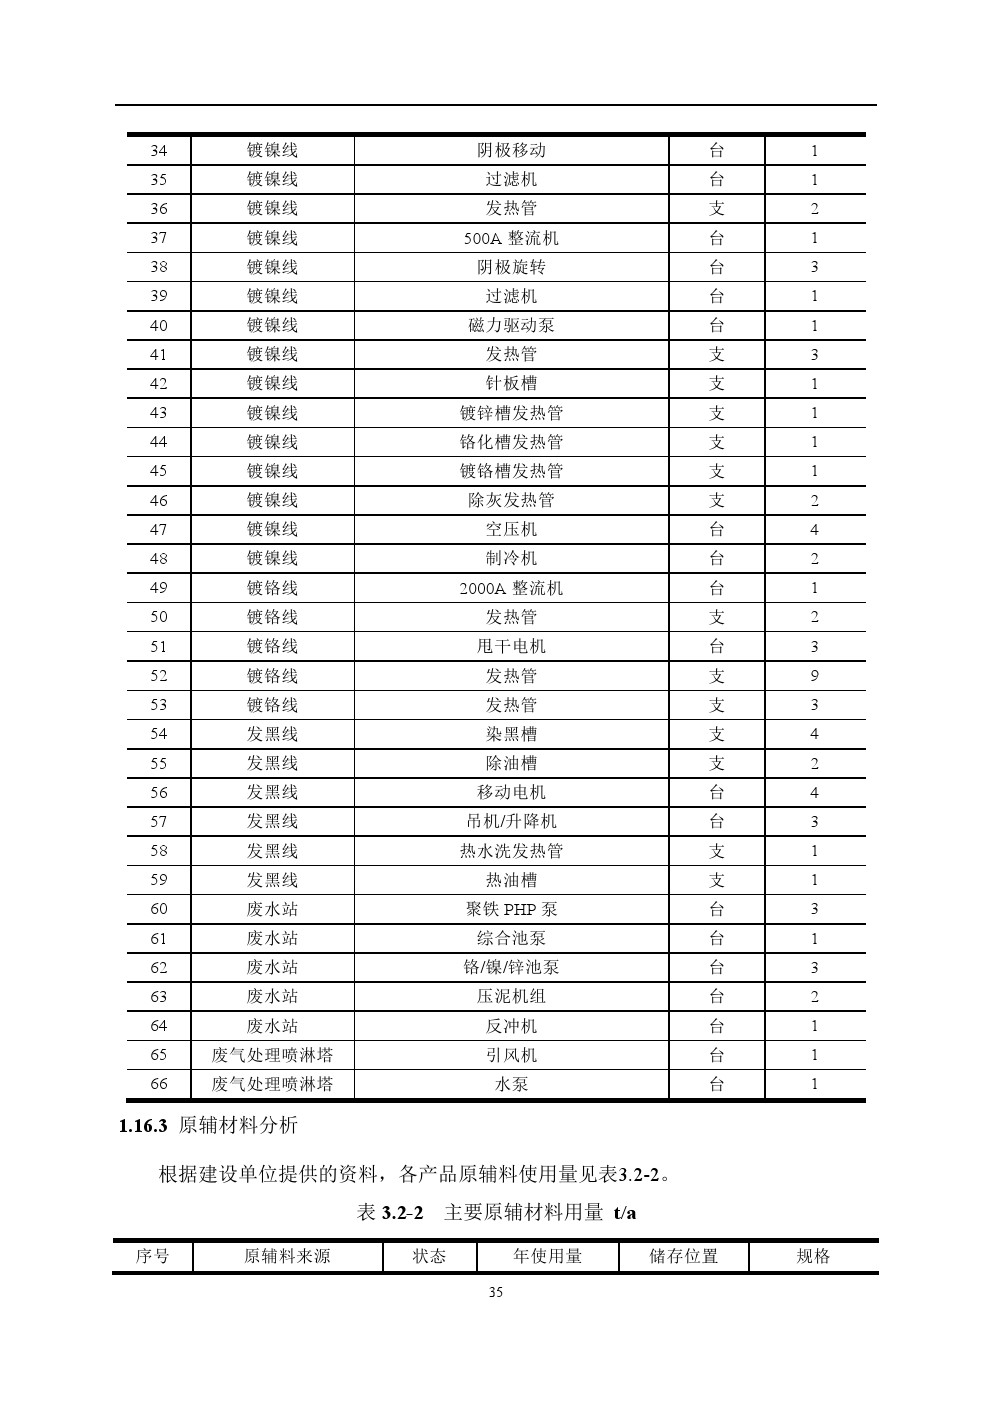 34 镀镍线 阴极移动 台 1
35 镀镍线 过滤机 台 1
36 镀镍线 发热管 支 2
37 镀镍线 500A 整流机 台 1
38 镀镍线 阴极旋转 台 3
39 镀镍线 过滤机 台 1
40 镀镍线 磁力驱动泵 台 1
41 镀镍线 发热管 支 3
42 镀镍线 针板槽 支 1
43 镀镍线 镀锌槽发热管 支 1
44 镀镍线 铬化槽发热管 支 1
45 镀镍线 镀铬槽发热管 支 1
46 镀镍线 除灰发热管 支 2
47 镀镍线 空压机 台 4
48 镀镍线 制冷机 台 2
49 镀铬线 2000A 整流机 台 1
50 镀铬线 发热管 支 2
51 镀铬线 甩干电机 台 3
52 镀铬线 发热管 支 9
53 镀铬线 发热管 支 3
54 发黑线 染黑槽 支 4
55 发黑线 除油槽 支 2
56 发黑线 移动电机 台 4
57 发黑线 吊机/升降机 台 3
58 发黑线 热水洗发热管 支 1
59 发黑线 热油槽 支 1
60 废水站 聚铁 PHP 泵 台 3
61 废水站 综合池泵 台 1
62 废水站 铬/镍/锌池泵 台 3
63 废水站 压泥机组 台 2
64 废水站 反冲机 台 1
65 废气处理喷淋塔 引风机 台 1
66 废气处理喷淋塔 水泵 台 1
1.16.3 原辅材料分析
根据建设单位提供的资料，各产品原辅料使用量见表3.2-2。
表 3.2-2 主要原辅材料用量 t/a
序号 原辅料来源 状态 年使用量 储存位置 规格
35